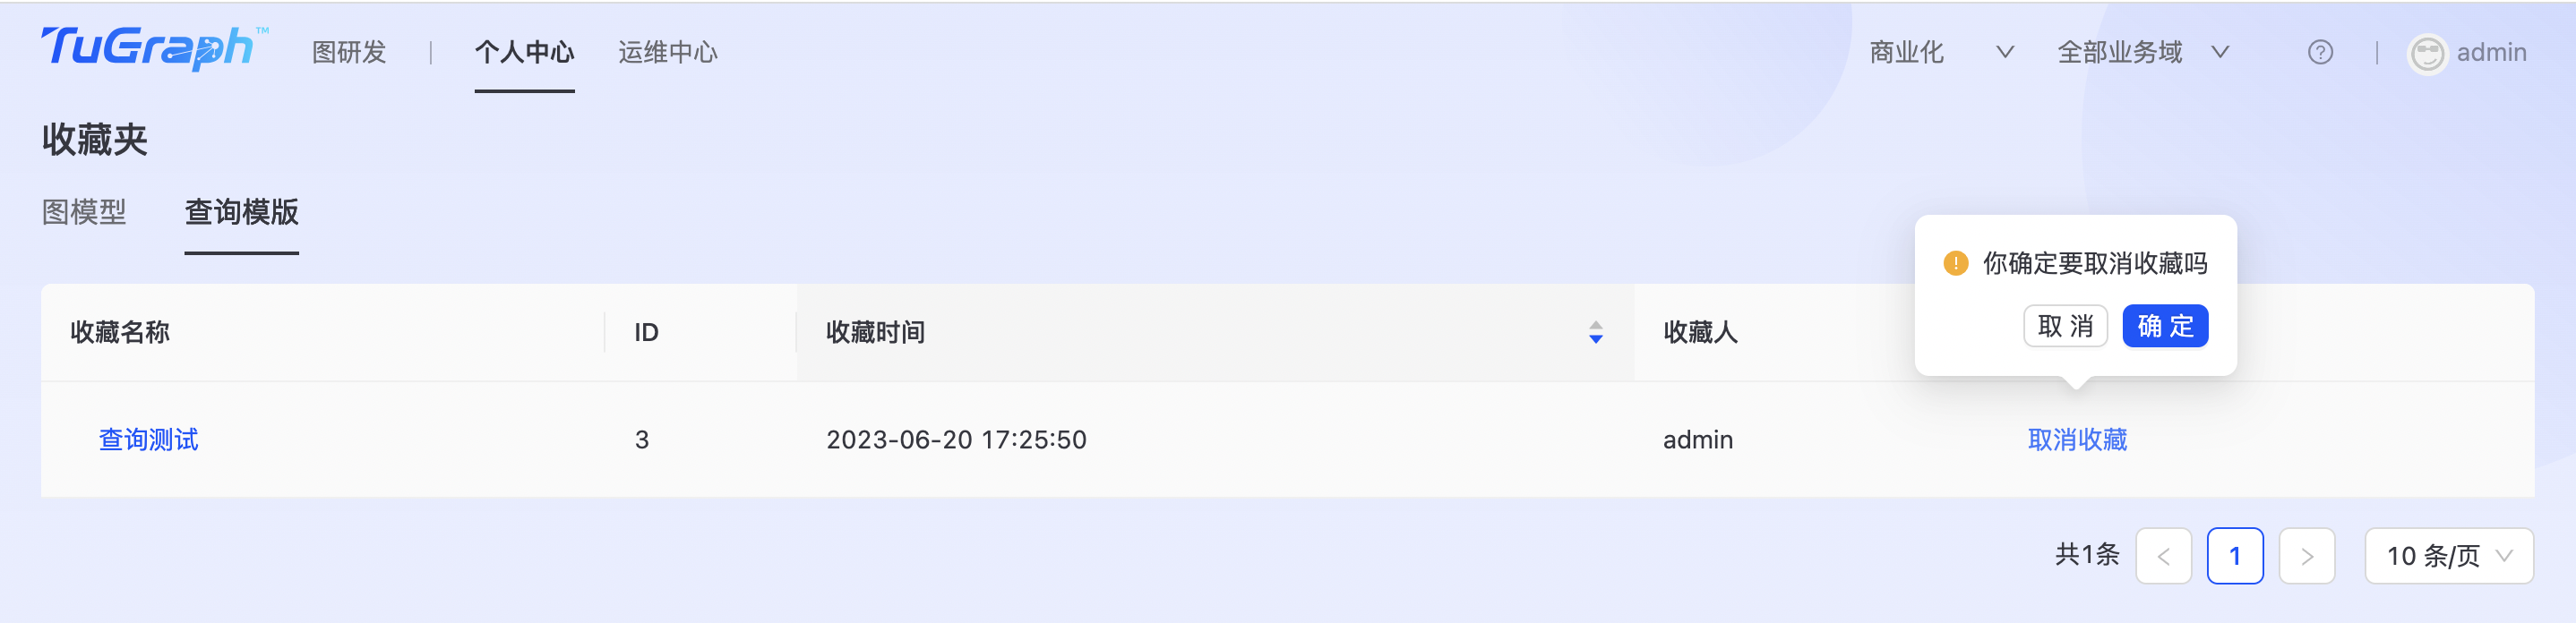 TuGraph™ 图研发 | 个人中心 运维中心 商业化 全部业务域 ? | admin
收藏夹
图模型 查询模版
你确定要取消收藏吗
取 消 确 定
收藏名称 ID 收藏时间 收藏人
查询测试 3 2023-06-20 17:25:50 admin 取消收藏
共1条 < 1 > 10 条/页